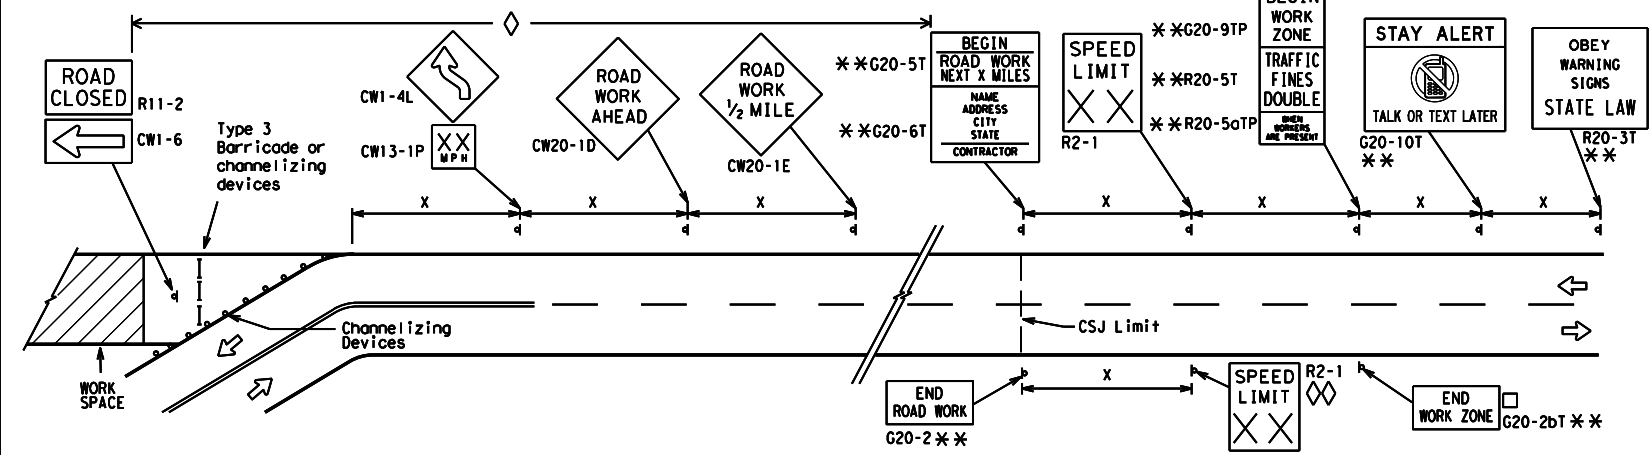 ROAD
CLOSED
R11-2
CW1-6
Type 3
Barricade or
channelizing
devices
CW1-4L
CW13-1P
XX
MPH
ROAD
WORK
AHEAD
CW20-1D
ROAD
WORK
1/2 MILE
CW20-1E
* *G20-5T
* *G20-6T
BEGIN
ROAD WORK
NEXT X MILES
NAME
ADDRESS
CITY
STATE
CONTRACTOR
SPEED
LIMIT
XX
R2-1
* *G20-9TP
* *R20-5T
* *R20-5aTP
BEGIN
WORK
ZONE
TRAFFIC
FINES
DOUBLE
WHEN
WORKERS
ARE PRESENT
STAY ALERT
TALK OR TEXT LATER
G20-10T
* *
OBEY
WARNING
SIGNS
STATE LAW
R20-3T
* *
X
X
X
X
X
X
X
Channelizing
Devices
CSJ Limit
WORK
SPACE
END
ROAD WORK
G20-2 * *
X
SPEED
LIMIT
XX
R2-1
END
WORK ZONE
G20-2bT * *